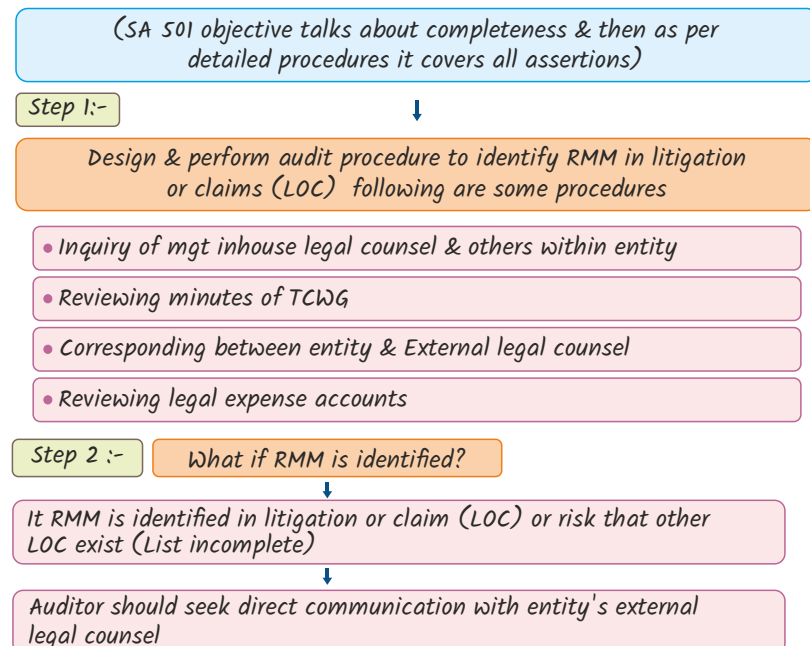 (SA 501 objective talks about completeness & then as per
detailed procedures it covers all assertions)
Step 1:-
Design & perform audit procedure to identify RMM in litigation
or claims (LOC) following are some procedures
• Inquiry of mgt inhouse legal counsel & others within entity
• Reviewing minutes of TCWG
• Corresponding between entity & External legal counsel
• Reviewing legal expense accounts
Step 2 :-
What if RMM is identified?
It RMM is identified in litigation or claim (LOC) or risk that other
LOC exist (List incomplete)
Auditor should seek direct communication with entity's external
legal counsel